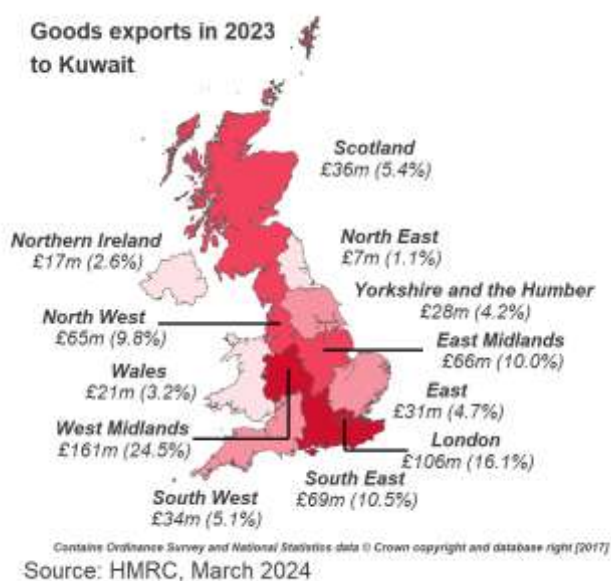 Goods exports in 2023
to Kuwait
Scotland
£36m (5.4%)
Northern Ireland
£17m (2.6%)
North East
£7m (1.1%)
Yorkshire and the Humber
£28m (4.2%)
North West
£65m (9.8%)
East Midlands
£66m (10.0%)
Wales
£21m (3.2%)
East
£31m (4.7%)
West Midlands
£161m (24.5%)
London
£106m (16.1%)
South East
£69m (10.5%)
South West
£34m (5.1%)
Contains Ordinance Survey and National Statistics data © Crown copyright and database right [2017]
Source: HMRC, March 2024